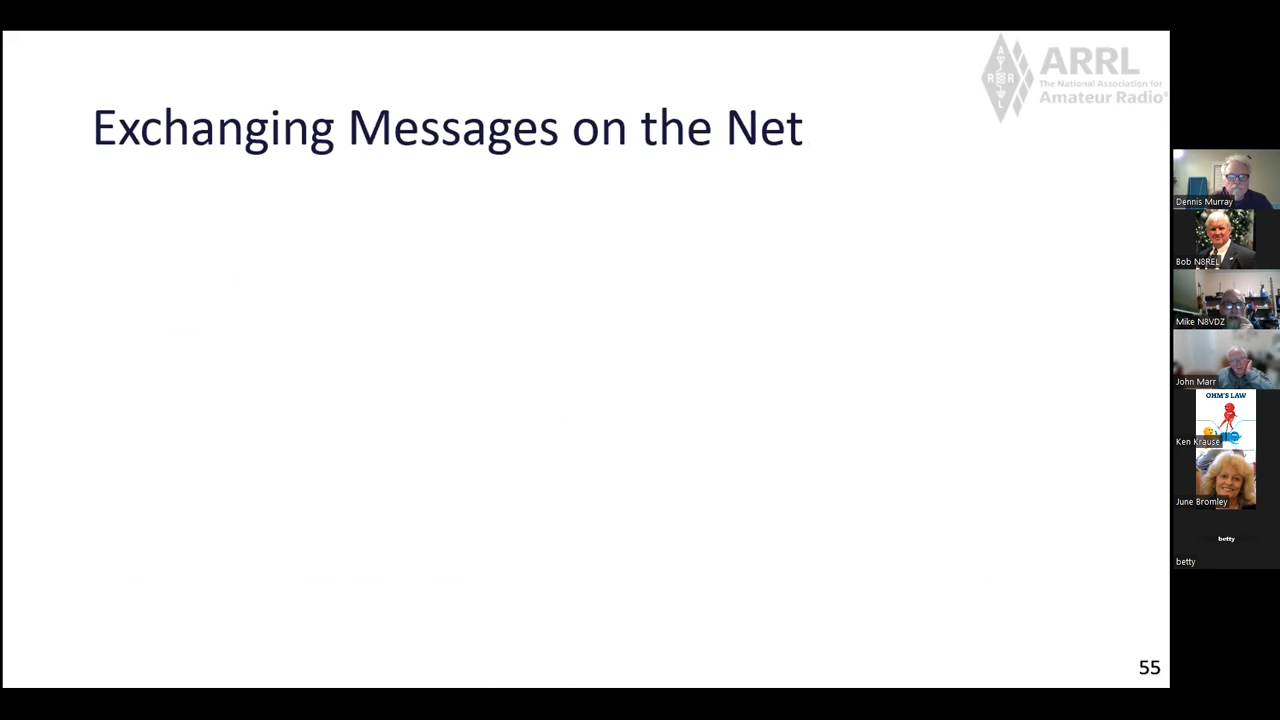 ARRL
The National Association for
Amateur Radio®
Exchanging Messages on the Net
55
Dennis Murray
Bob N8REL
Mike N8VDZ
John Marr
OHM'S LAW
Ken Krause
June Bromley
betty
betty